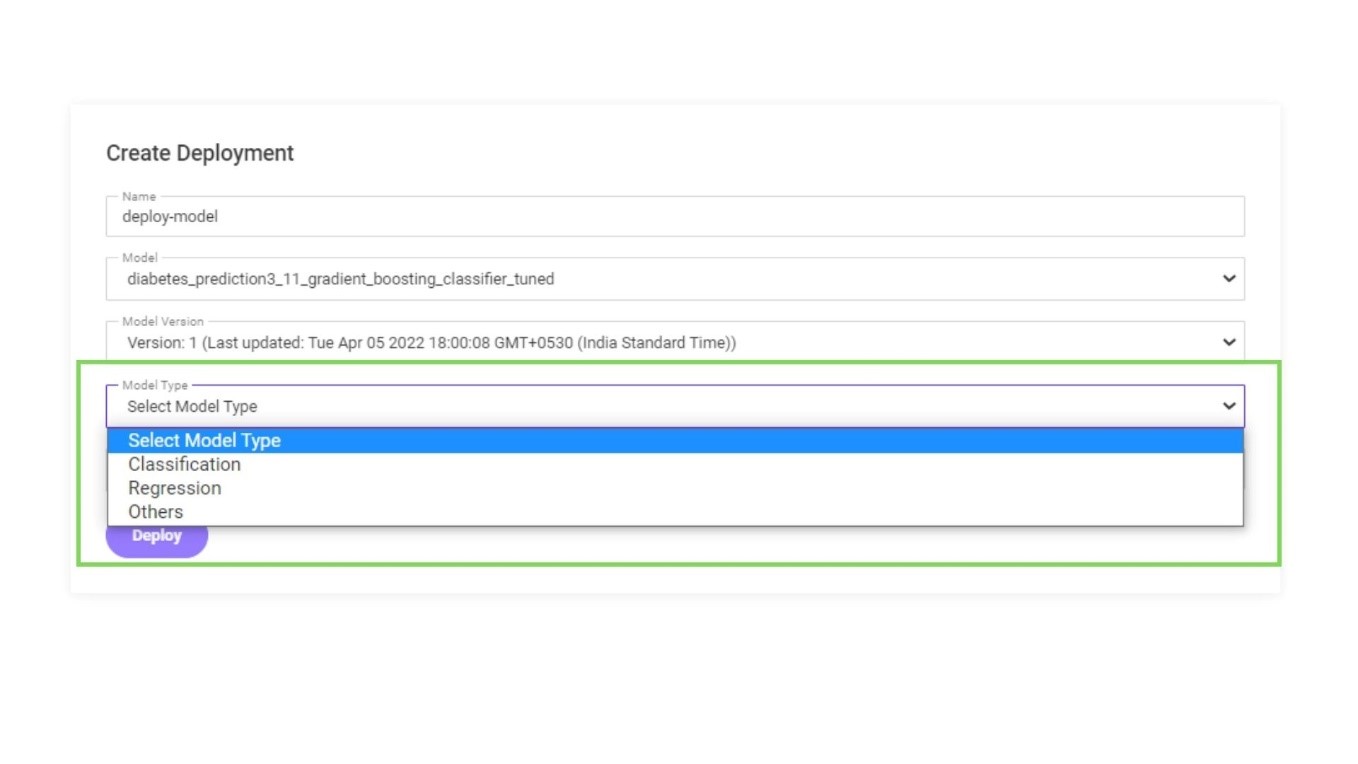 Create Deployment
Name
deploy-model
Model
diabetes_prediction3_11_gradient_boosting_classifier_tuned
Model Version
Version: 1 (Last updated: Tue Apr 05 2022 18:00:08 GMT+0530 (India Standard Time))
Model Type
Select Model Type
Select Model Type
Classification
Regression
Others
Deploy